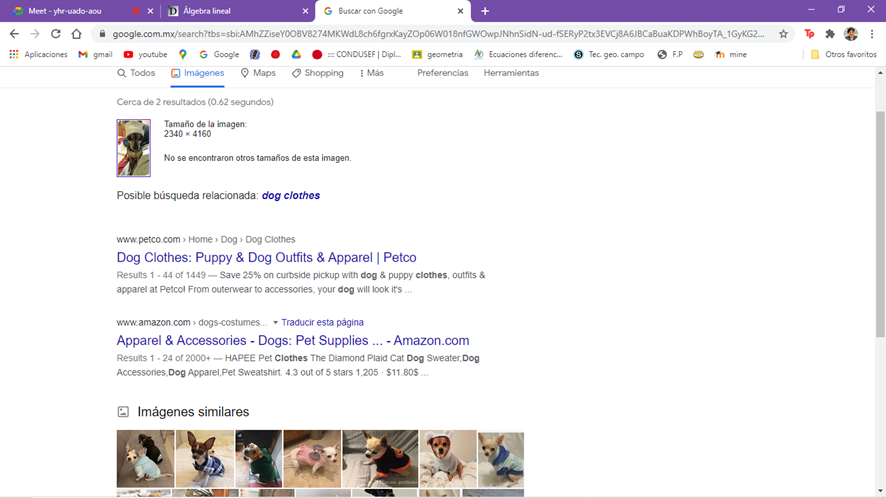 Meet - yhr-uado-aou
Álgebra lineal
Buscar con Google
google.com.mx/search?tbs=sbi:AMhZZiseY0OBV8274MKWdL8ch6fgrxKayZOp06W018nfGWOwpJNhnSidN-ud-fSERyP2tx3EVCj8A6JBCaBuaKDPWhBoyTA_1GyKG2...
Aplicaciones
gmail
youtube
Google
::: CONDUSEF | Dipl...
geometria
Ecuaciones diferenc...
Tec. geo. campo
F.P
mine
Otros favoritos
Todos
Imágenes
Maps
Shopping
Más
Preferencias
Herramientas
Cerca de 2 resultados (0.62 segundos)
Tamaño de la imagen:
2340 × 4160
No se encontraron otros tamaños de esta imagen.
Posible búsqueda relacionada: dog clothes
www.petco.com › Home › Dog › Dog Clothes
Dog Clothes: Puppy & Dog Outfits & Apparel | Petco
Results 1 - 44 of 1449 — Save 25% on curbside pickup with dog & puppy clothes, outfits &
apparel at Petco! From outerwear to accessories, your dog will look it's ...
www.amazon.com › dogs-costumes... Traducir esta página
Apparel & Accessories - Dogs: Pet Supplies ... - Amazon.com
Results 1 - 24 of 2000+ — HAPEE Pet Clothes The Diamond Plaid Cat Dog Sweater,Dog
Accessories,Dog Apparel,Pet Sweatshirt. 4.3 out of 5 stars 1,205 · $11.80$ ...
Imágenes similares